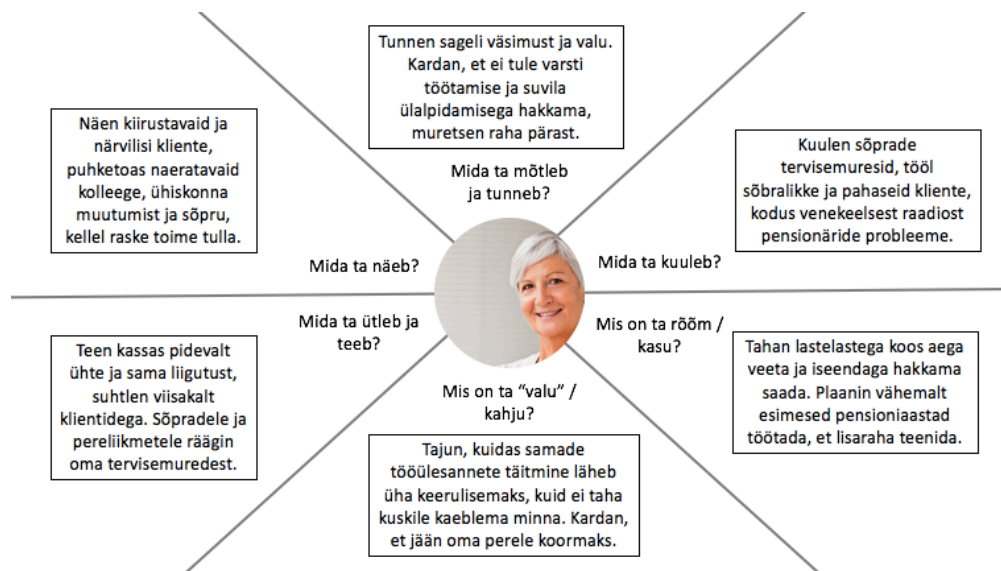 Tunnen sageli väsimust ja valu.
Kardan, et ei tule varsti
töötamise ja suvila
ülalpidamisega hakkama,
muretsen raha pärast.
Mida ta mõtleb
ja tunneb?
Näen kiirustavaid ja
närvilisi kliente,
puhketoas naeratavaid
kolleege, ühiskonna
muutumist ja sõpru,
kellel raske toime tulla.
Mida ta näeb?
Kuulen sõprade
tervisemuresid, tööl
sõbralikke ja pahaseid kliente,
kodus venekeelsest raadiost
pensionäride probleeme.
Mida ta kuuleb?
Mida ta ütleb ja
teeb?
Teen kassas pidevalt
ühte ja sama liigutust,
suhtlen viisakalt
klientidega. Sõpradele ja
pereliikmetele räägin
oma tervisemuredest.
Mis on ta “valu” /
kahju?
Tajun, kuidas samade
tööülesannete täitmine läheb
üha keerulisemaks, kuid ei taha
kuskile kaeblema minna. Kardan,
et jään oma perele koormaks.
Mis on ta rõõm /
kasu?
Tahan lastelastega koos aega
veeta ja iseendaga hakkama
saada. Plaanin vähemalt
esimesed pensioniaastad
töötada, et lisaraha teenida.